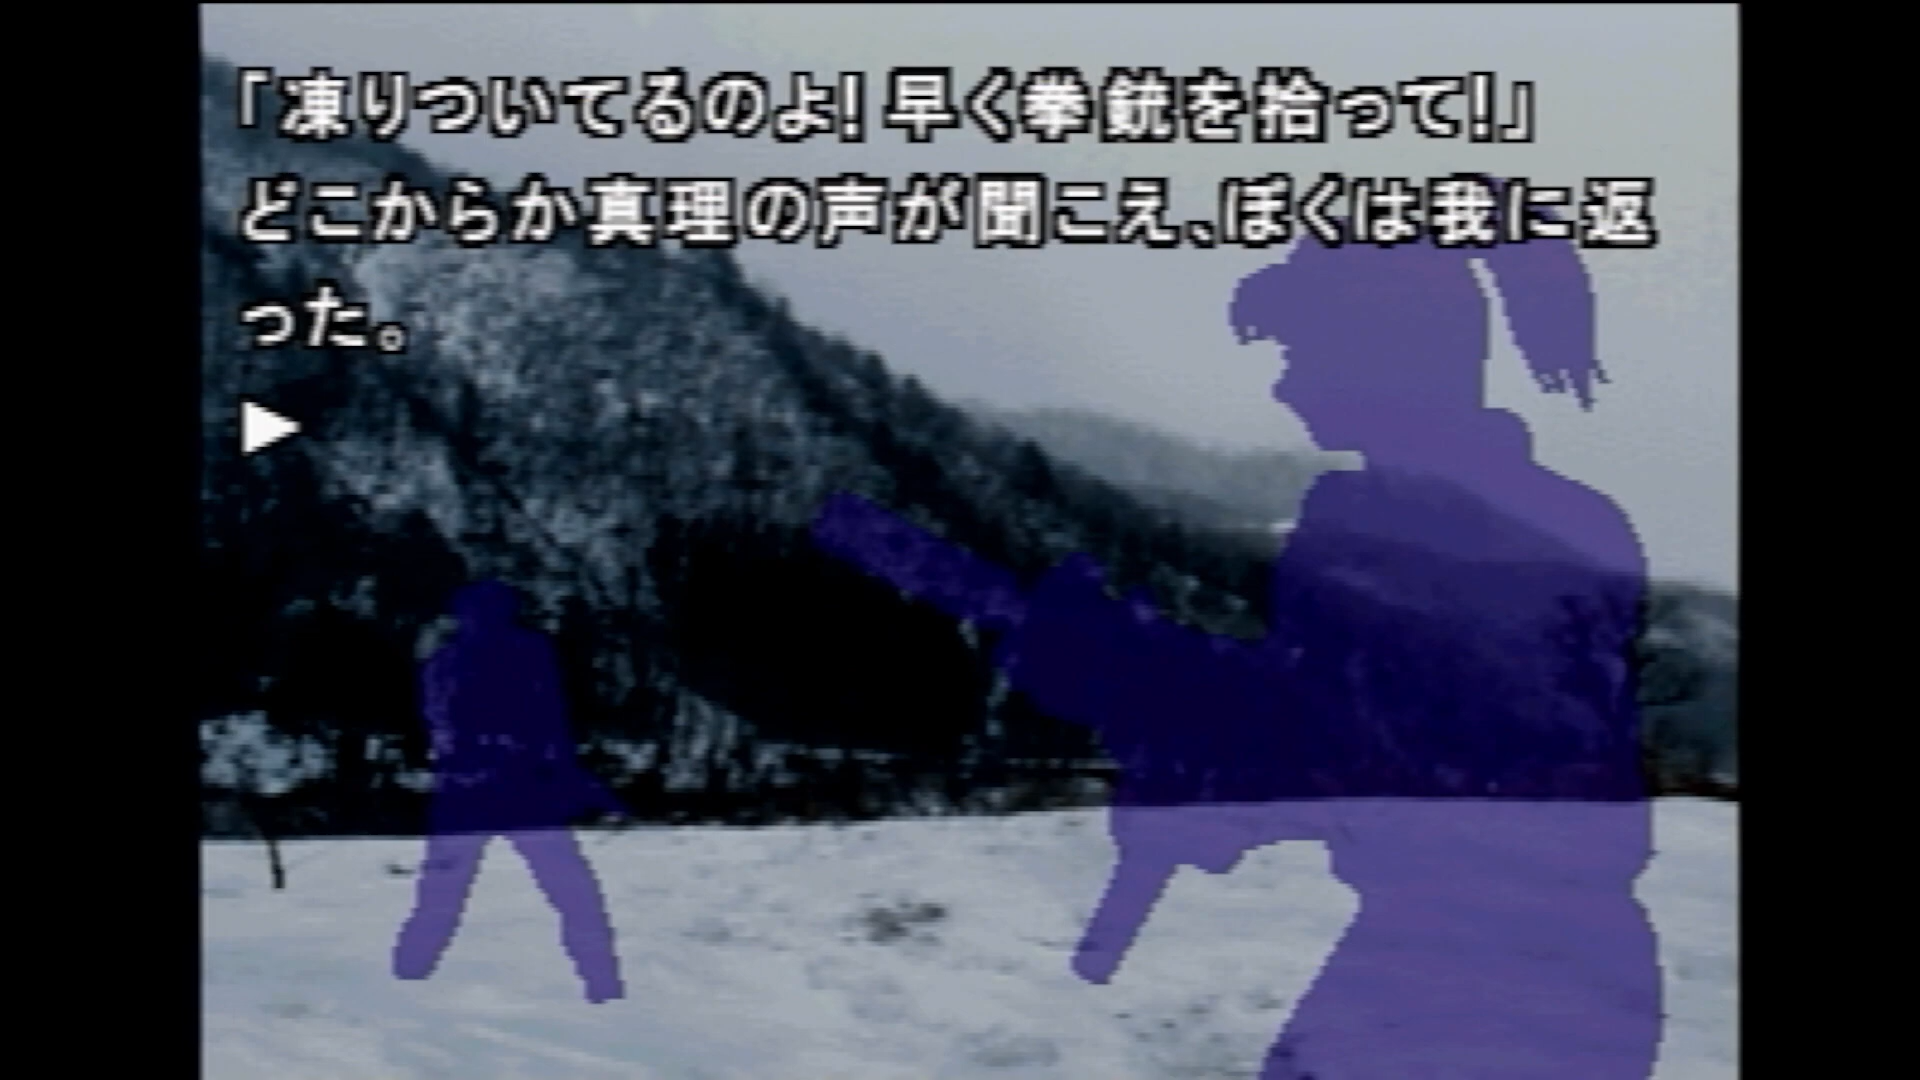 「凍りついてるのよ！早く拳銃を拾って！」
どこからか真理の声が聞こえ、ぼくは我に返
った。